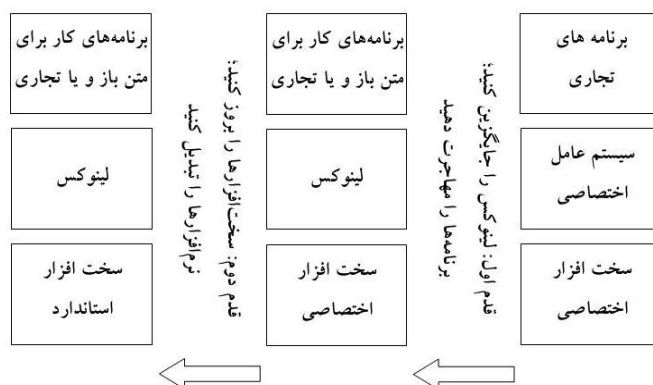 برنامه های
تجاری
سیستم عامل
اختصاصی
سخت افزار
اختصاصی
قدم اول: لینوکس را جایگزین کنید؛
برنامه‌ها را مهاجرت دهید
برنامه‌های کار برای
متن باز و یا تجاری
لینوکس
سخت افزار
اختصاصی
قدم دوم: سخت‌افزارها را بروز کنید؛
نرم‌افزارها را تبدیل کنید
برنامه‌های کار برای
متن باز و یا تجاری
لینوکس
سخت افزار
استاندارد